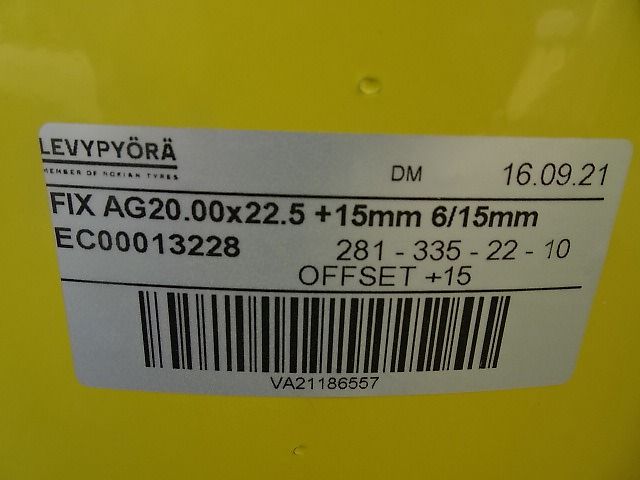 LEVYPYÖRÄ
MEMBER OF NOKIAN TYRES
DM 16.09.21
FIX AG20.00x22.5 +15mm 6/15mm
EC00013228 281 - 335 - 22 - 10
OFFSET +15
VA21186557